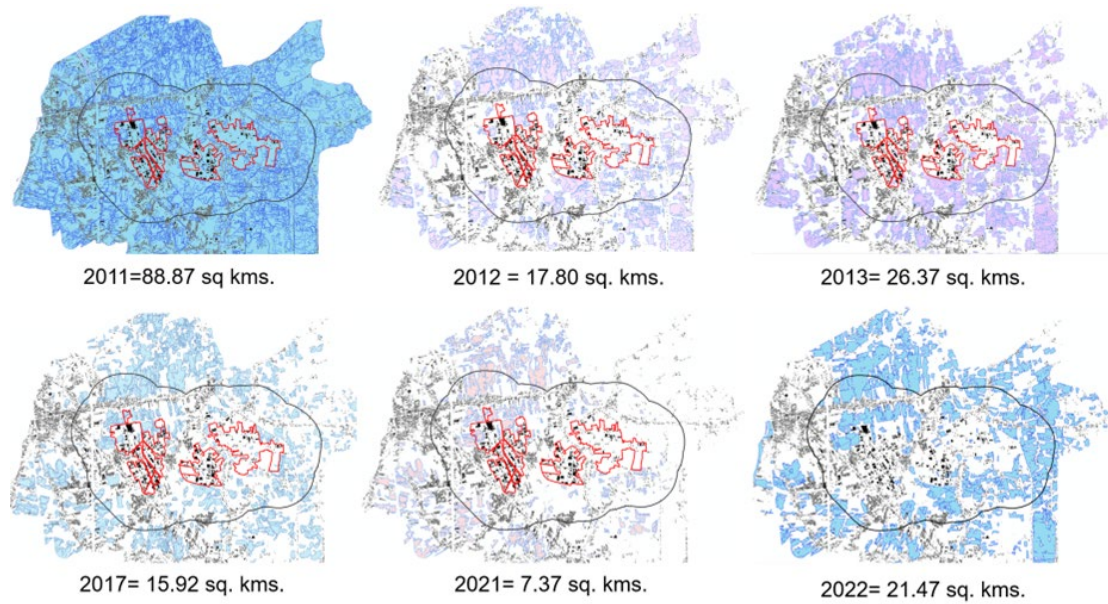 2011=88.87 sq kms.
2012 = 17.80 sq. kms.
2013= 26.37 sq. kms.
2017= 15.92 sq. kms.
2021= 7.37 sq. kms.
2022= 21.47 sq. kms.